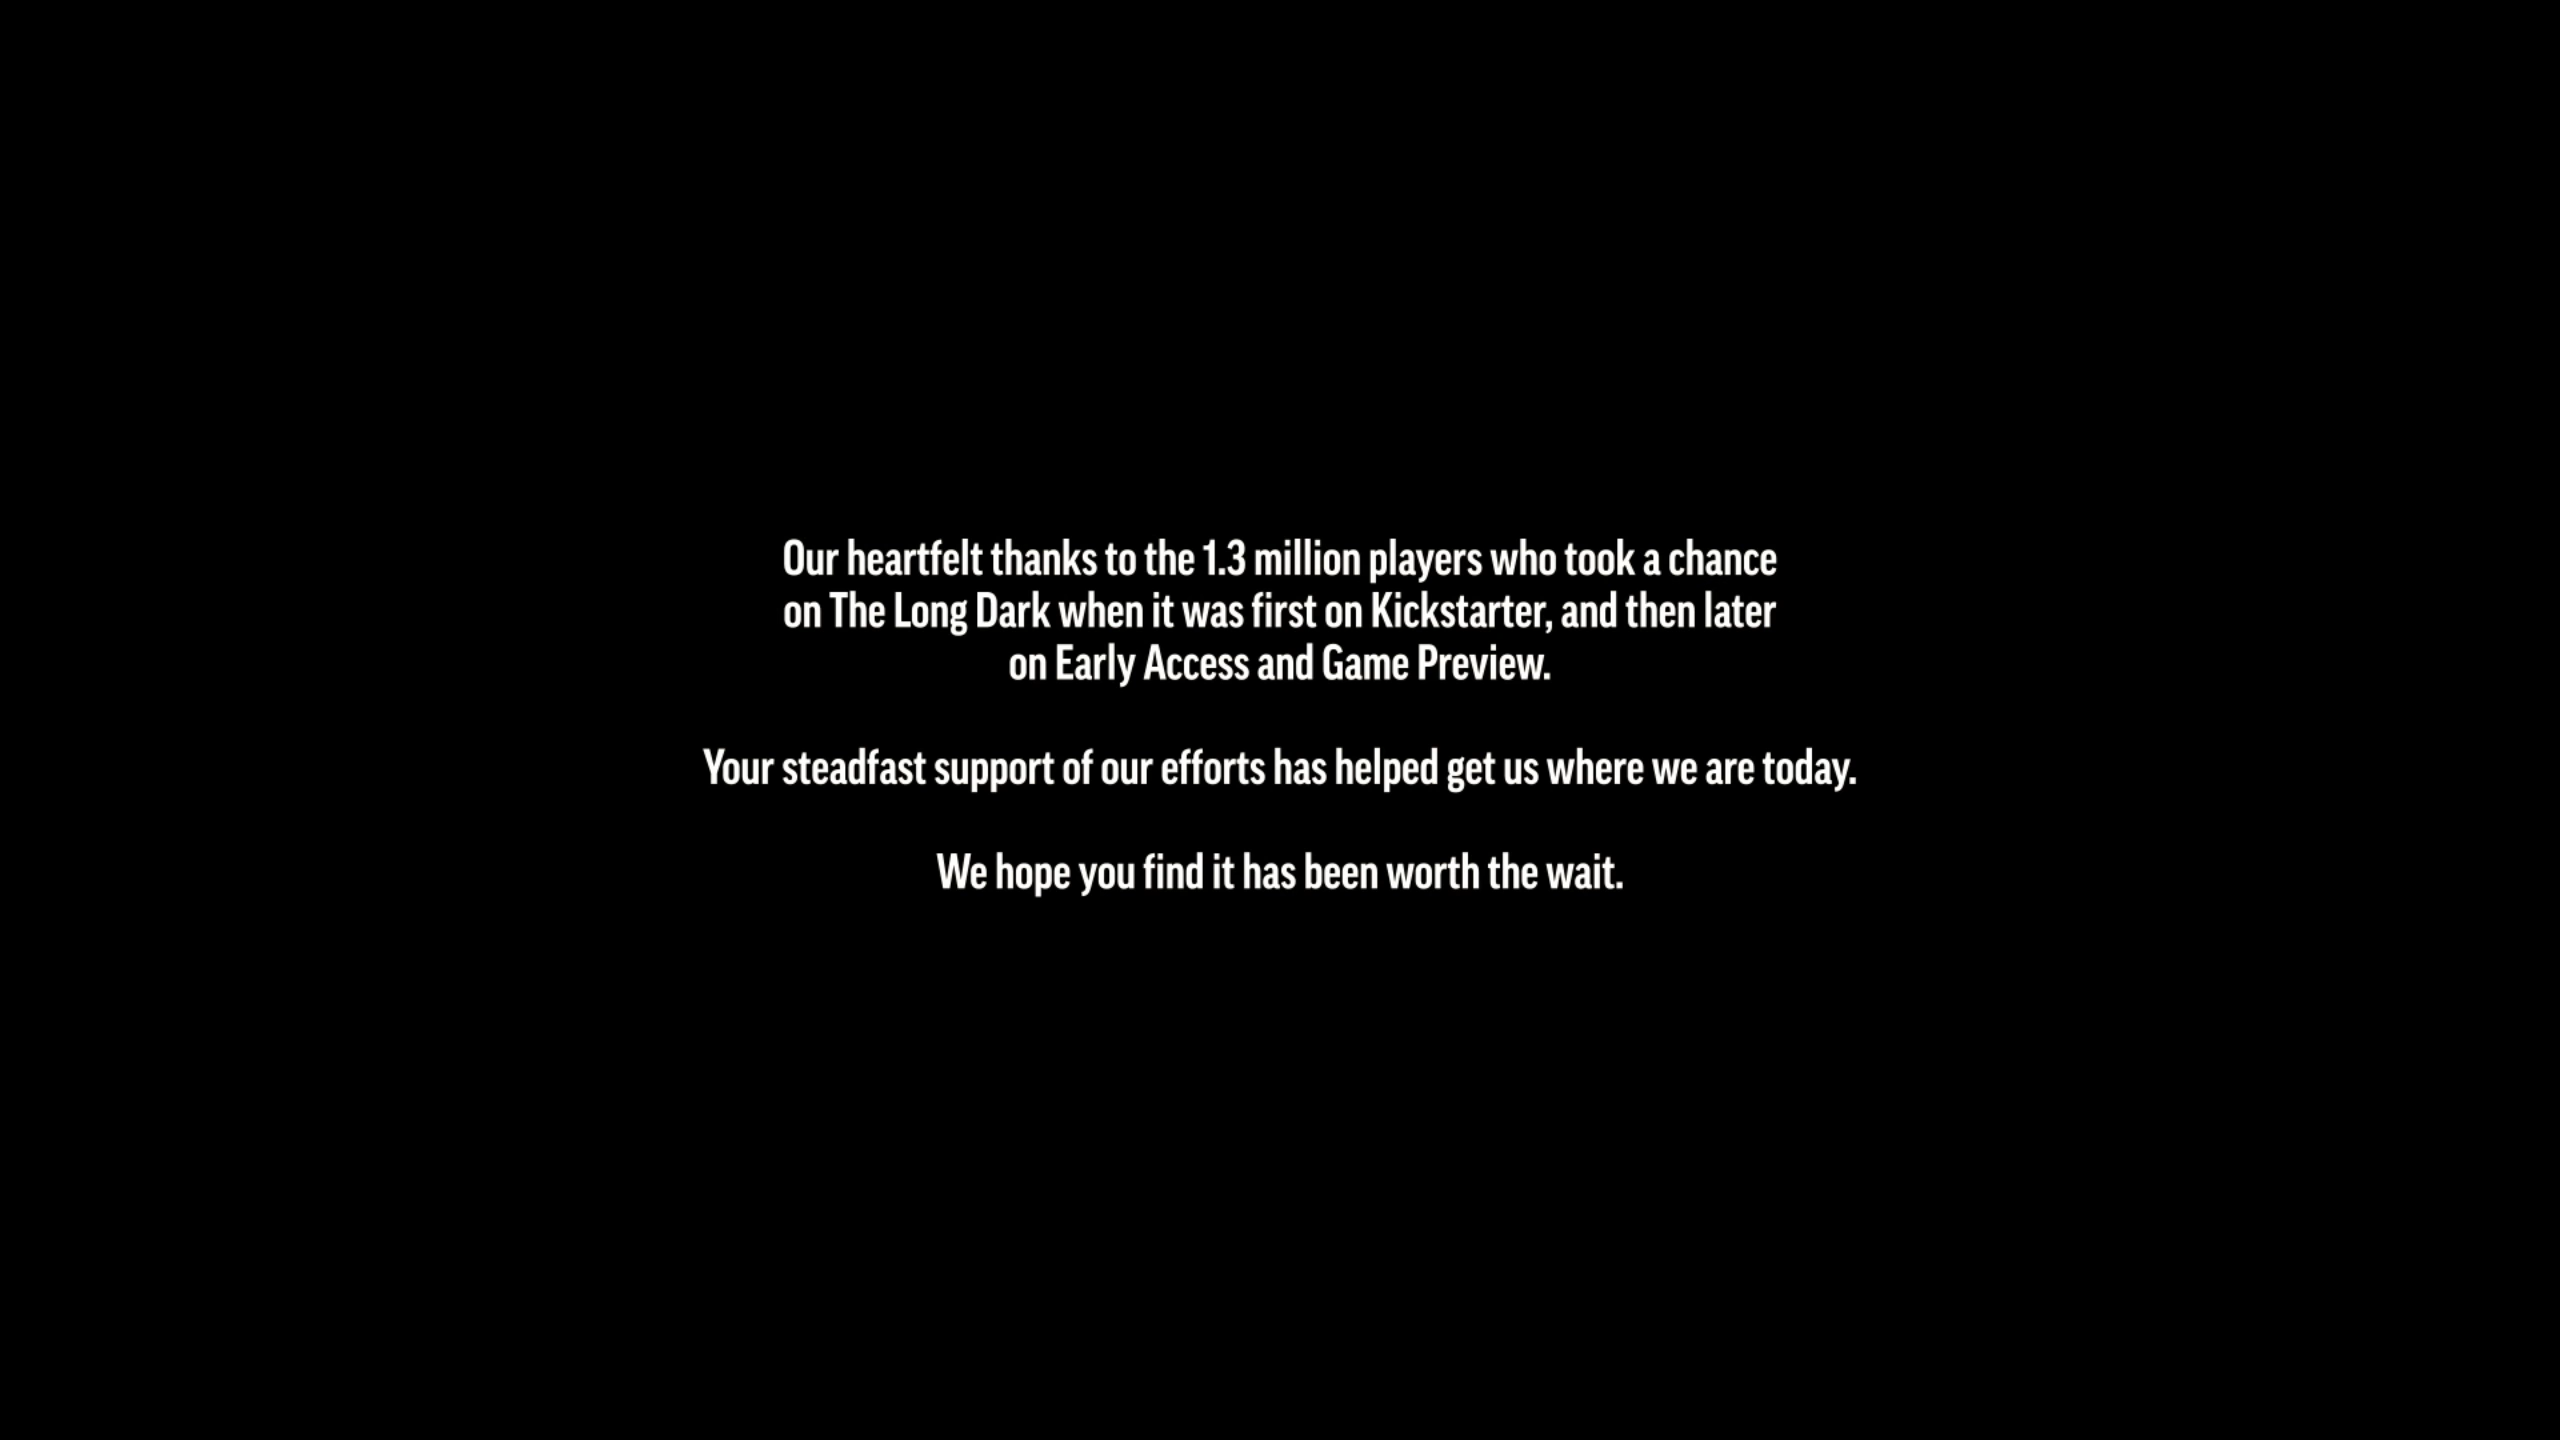 Our heartfelt thanks to the 1.3 million players who took a chance
on The Long Dark when it was first on Kickstarter, and then later
on Early Access and Game Preview.
Your steadfast support of our efforts has helped get us where we are today.
We hope you find it has been worth the wait.